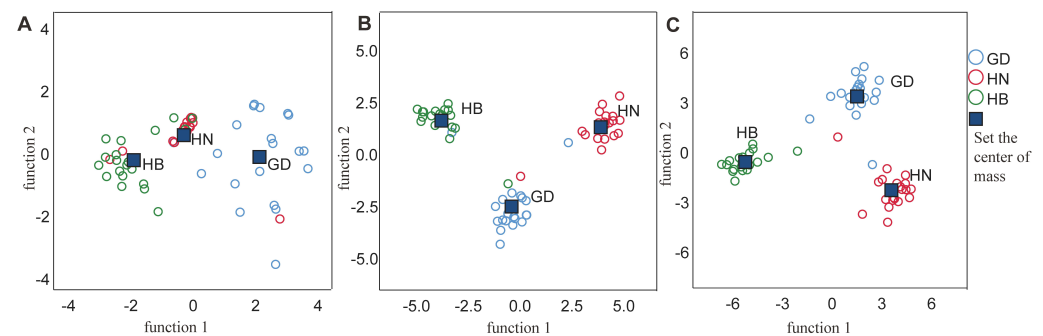 A
4
2
0
-2
-4
function 2
HN
HB
GD
-4
-2
0
2
4
function 1
B
5.0
2.5
0.0
-2.5
-5.0
function 2
HB
HN
GD
-5.0
-2.5
0.0
2.5
5.0
function 1
C
6
3
0
-3
-6
function 2
GD
HB
HN
-6
-3
0
3
6
function 1
GD
HN
HB
Set the
center of
mass